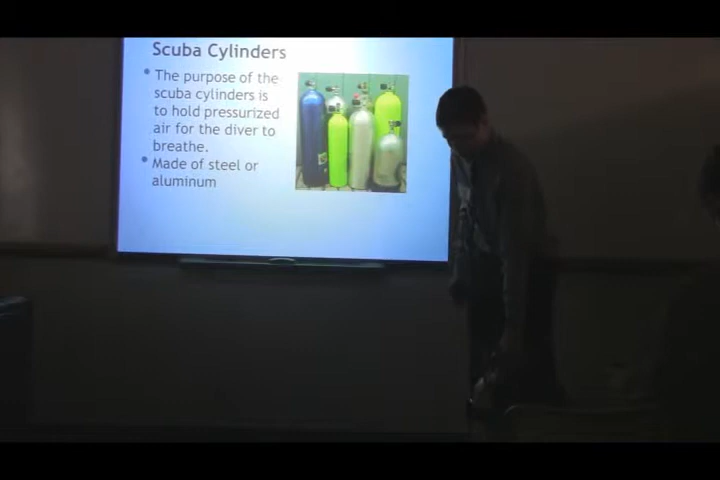 Scuba Cylinders
• The purpose of the
scuba cylinders is
to hold pressurized
air for the diver to
breathe.
• Made of steel or
aluminum